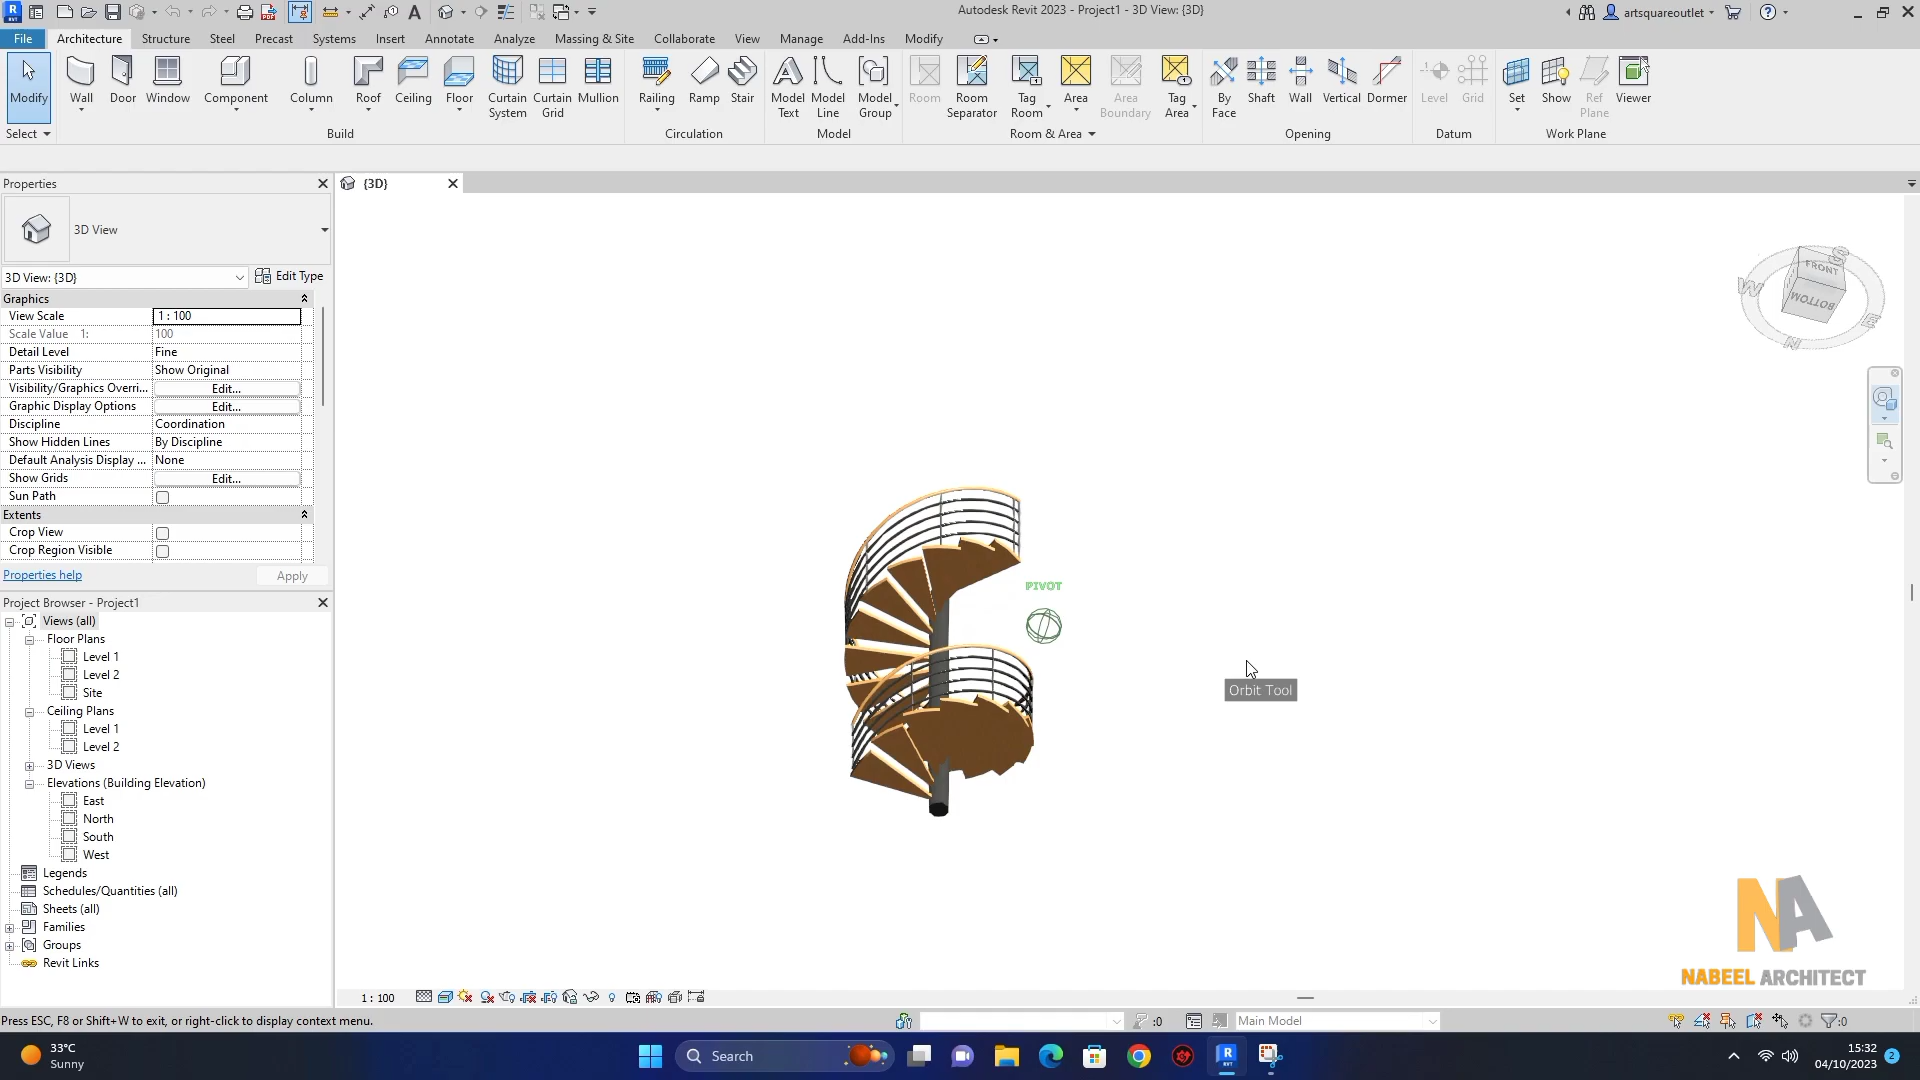 Autodesk Revit 2023 - Project1 - 3D View: {3D}
artsquareoutlet
File
Architecture
Structure
Steel
Precast
Systems
Insert
Annotate
Analyze
Massing & Site
Collaborate
View
Manage
Add-Ins
Modify
Modify
Wall
Door
Window
Component
Column
Roof
Ceiling
Floor
Curtain System
Curtain Grid
Mullion
Railing
Ramp
Stair
Model Text
Model Line
Model Group
Room
Room Separator
Tag Room
Area
Area Boundary
Tag Area
By Face
Shaft
Wall
Vertical
Dormer
Level
Grid
Set
Show
Ref Plane
Viewer
Select
Build
Circulation
Model
Room & Area
Opening
Datum
Work Plane
Properties
{3D}
3D View
3D View: {3D}
Edit Type
Graphics
View Scale
1 : 100
Scale Value 1:
100
Detail Level
Fine
Parts Visibility
Show Original
Visibility/Graphics Overri...
Edit...
Graphic Display Options
Edit...
Discipline
Coordination
Show Hidden Lines
By Discipline
Default Analysis Display ...
None
Show Grids
Edit...
Sun Path
Extents
Crop View
Crop Region Visible
Properties help
Apply
Project Browser - Project1
Views (all)
Floor Plans
Level 1
Level 2
Site
Ceiling Plans
Level 1
Level 2
3D Views
Elevations (Building Elevation)
East
North
South
West
Legends
Schedules/Quantities (all)
Sheets (all)
Families
Groups
Revit Links
PIVOT
Orbit Tool
FRONT
BOTTOM
S
W
E
N
NA
NABEEL ARCHITECT
1 : 100
Press ESC, F8 or Shift+W to exit, or right-click to display context menu.
:0
Main Model
:0
33°C
Sunny
Search
15:32
04/10/2023
2